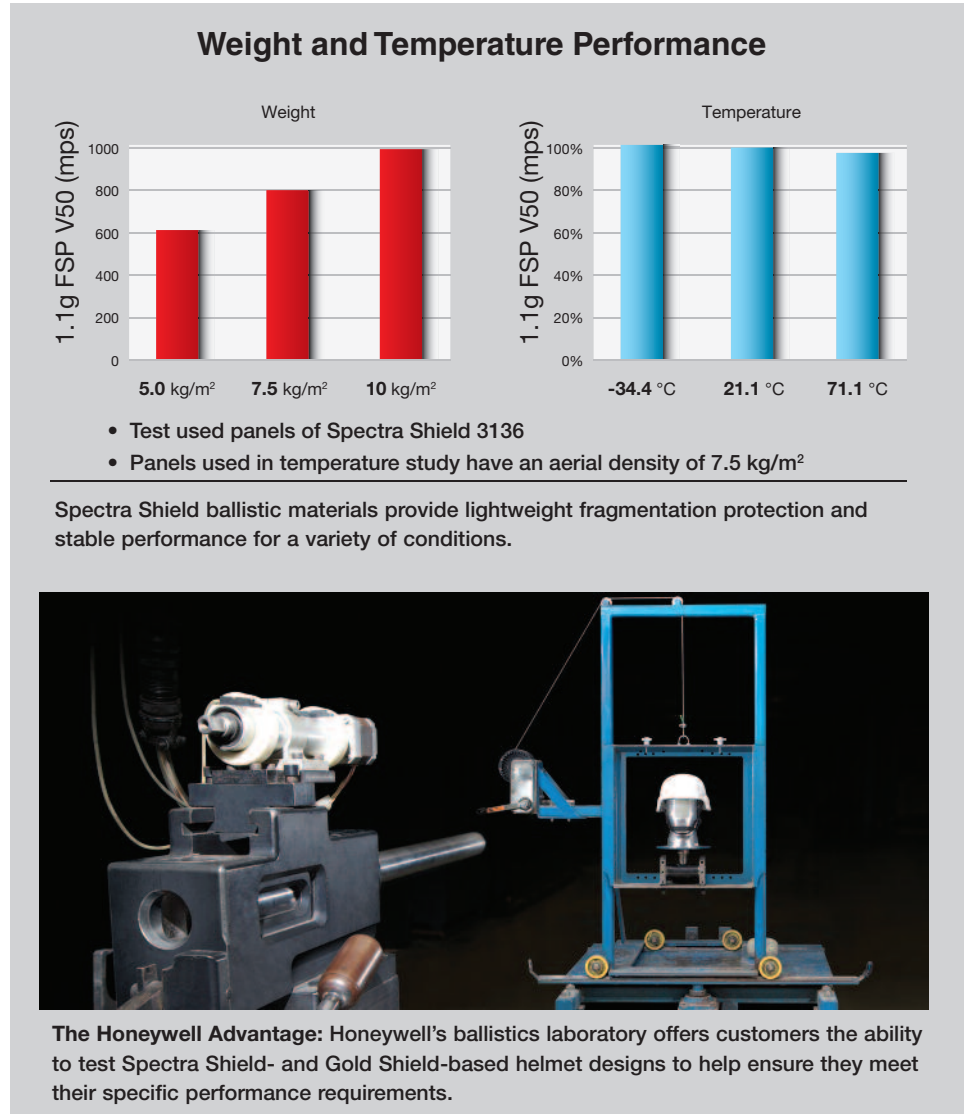 Weight and Temperature Performance
Weight
1.1g FSP V50 (mps)
1000
800
600
400
200
0
5.0 kg/m² 7.5 kg/m² 10 kg/m²
Temperature
1.1g FSP V50 (mps)
100%
80%
60%
40%
20%
0%
-34.4 °C 21.1 °C 71.1 °C
• Test used panels of Spectra Shield 3136
• Panels used in temperature study have an aerial density of 7.5 kg/m²
Spectra Shield ballistic materials provide lightweight fragmentation protection and
stable performance for a variety of conditions.
The Honeywell Advantage: Honeywell's ballistics laboratory offers customers the ability
to test Spectra Shield- and Gold Shield-based helmet designs to help ensure they meet
their specific performance requirements.